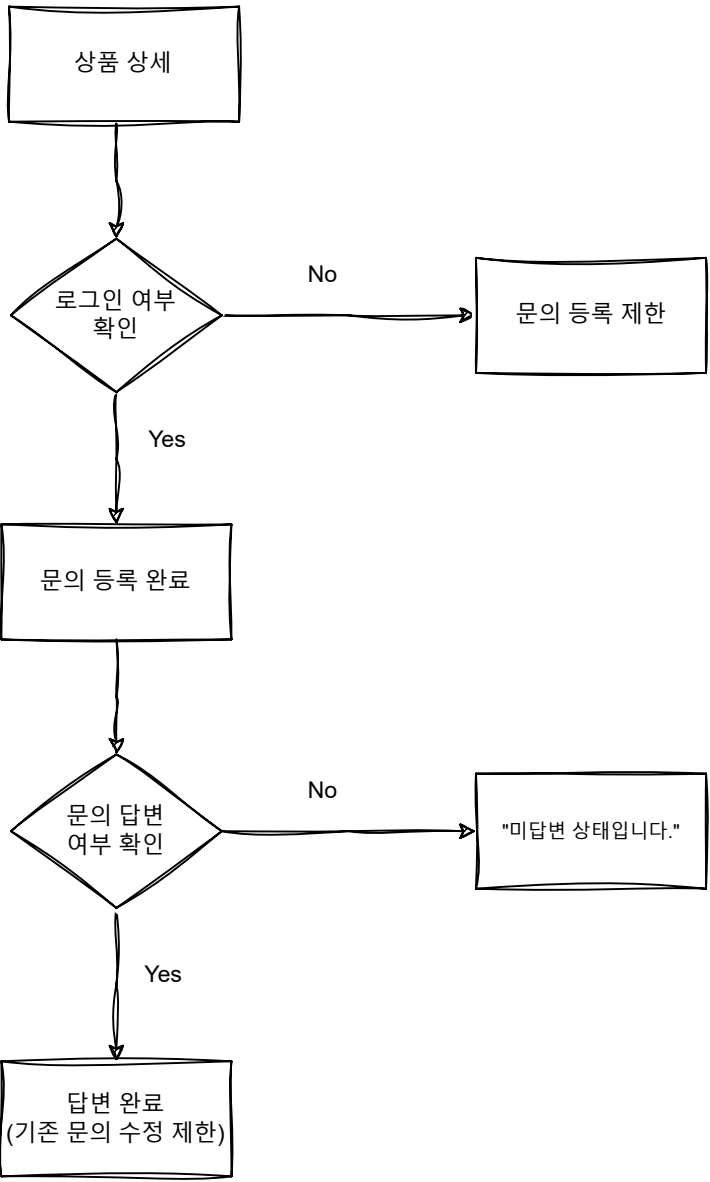 상품 상세
로그인 여부
확인
No
문의 등록 제한
Yes
문의 등록 완료
문의 답변
여부 확인
No
"미답변 상태입니다."
Yes
답변 완료
(기존 문의 수정 제한)